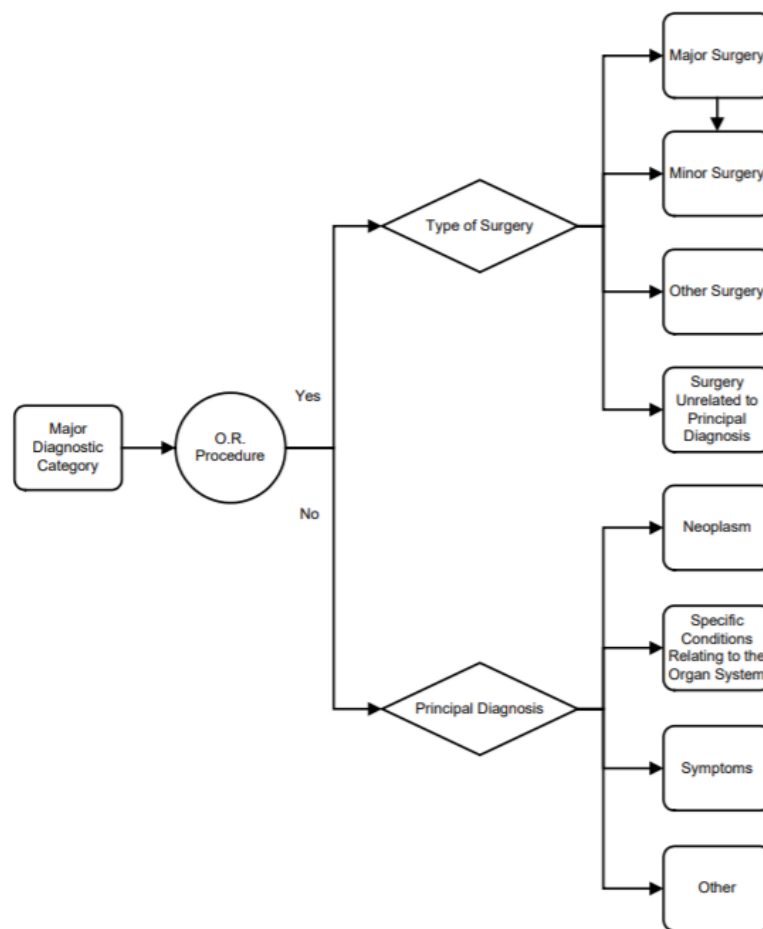 Major Surgery
Minor Surgery
Type of Surgery
Other Surgery
Surgery
Unrelated to
Principal
Diagnosis
Yes
Major
Diagnostic
Category
O.R.
Procedure
No
Neoplasm
Specific
Conditions
Relating to the
Organ System
Principal Diagnosis
Symptoms
Other